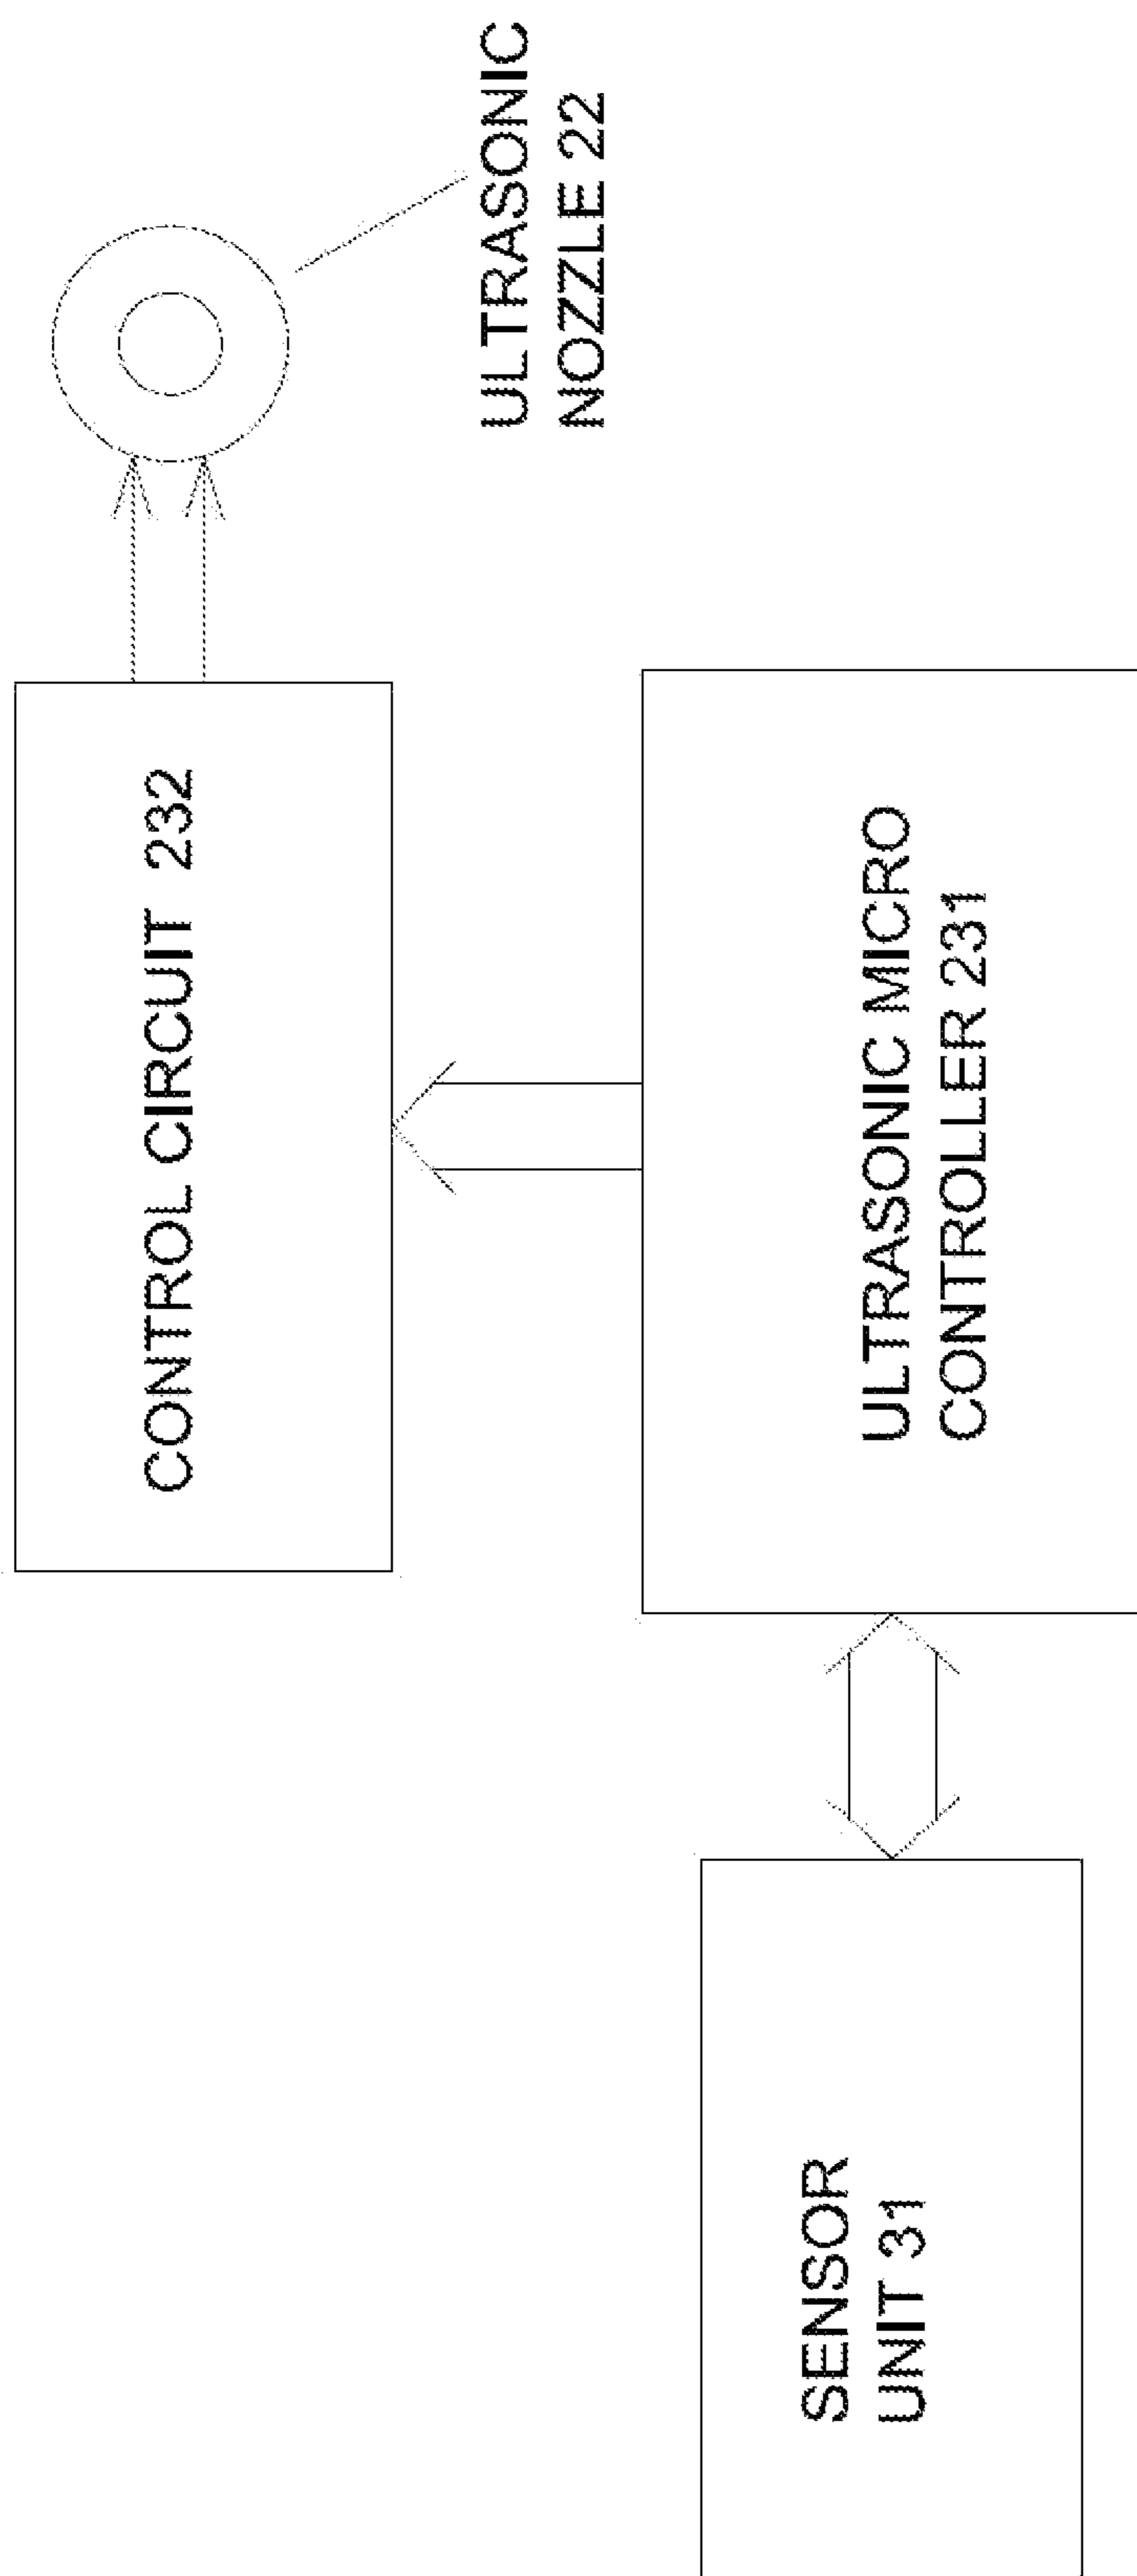 CONTROL CIRCUIT 232
ULTRASONIC
NOZZLE 22
SENSOR
UNIT 31
ULTRASONIC MICRO
CONTROLLER 231